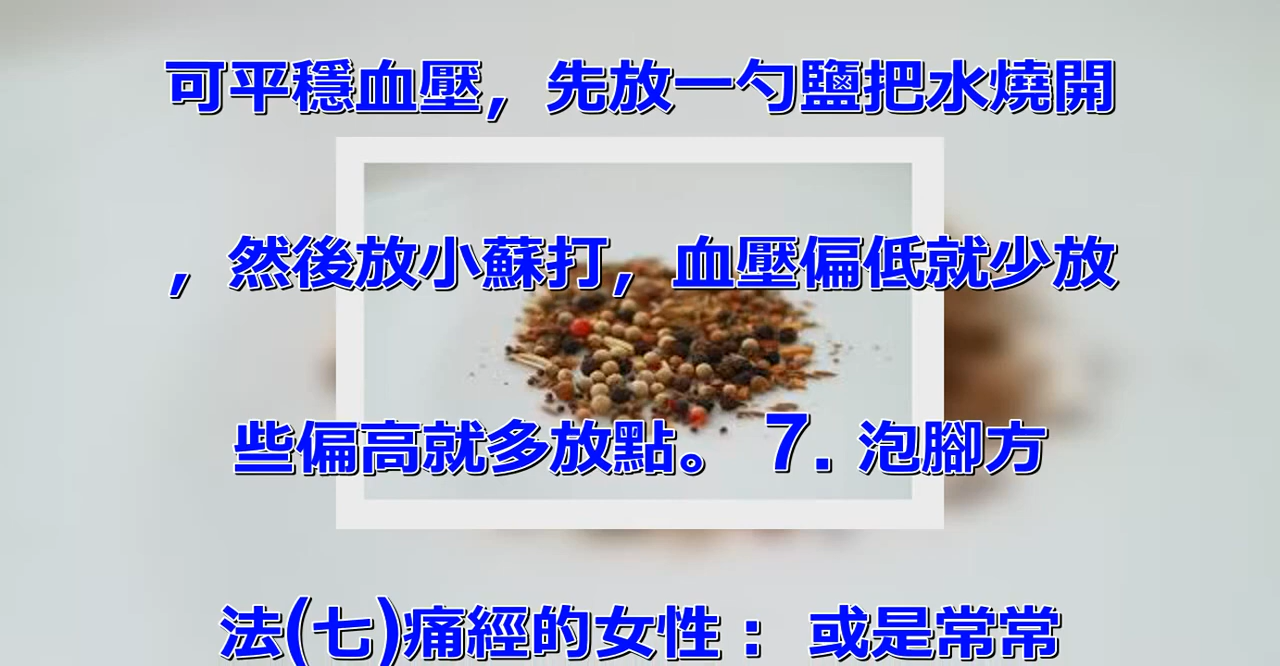 可平穩血壓，先放一勺鹽把水燒開
，然後放小蘇打，血壓偏低就少放
些偏高就多放點。 7. 泡腳方
法(七)痛經的女性： 或是常常